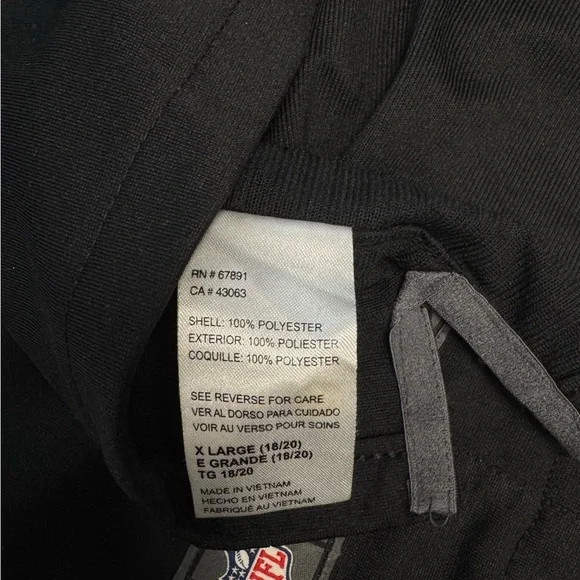 RN # 67891
CA # 43063
SHELL: 100% POLYESTER
EXTERIOR: 100% POLIESTER
COQUILLE: 100% POLYESTER
SEE REVERSE FOR CARE
VER AL DORSO PARA CUIDADO
VOIR AU VERSO POUR SOINS
X LARGE (18/20)
E GRANDE (18/20)
TG 18/20
MADE IN VIETNAM
HECHO EN VIETNAM
FABRIQUÉ AU VIETNAM
NFL